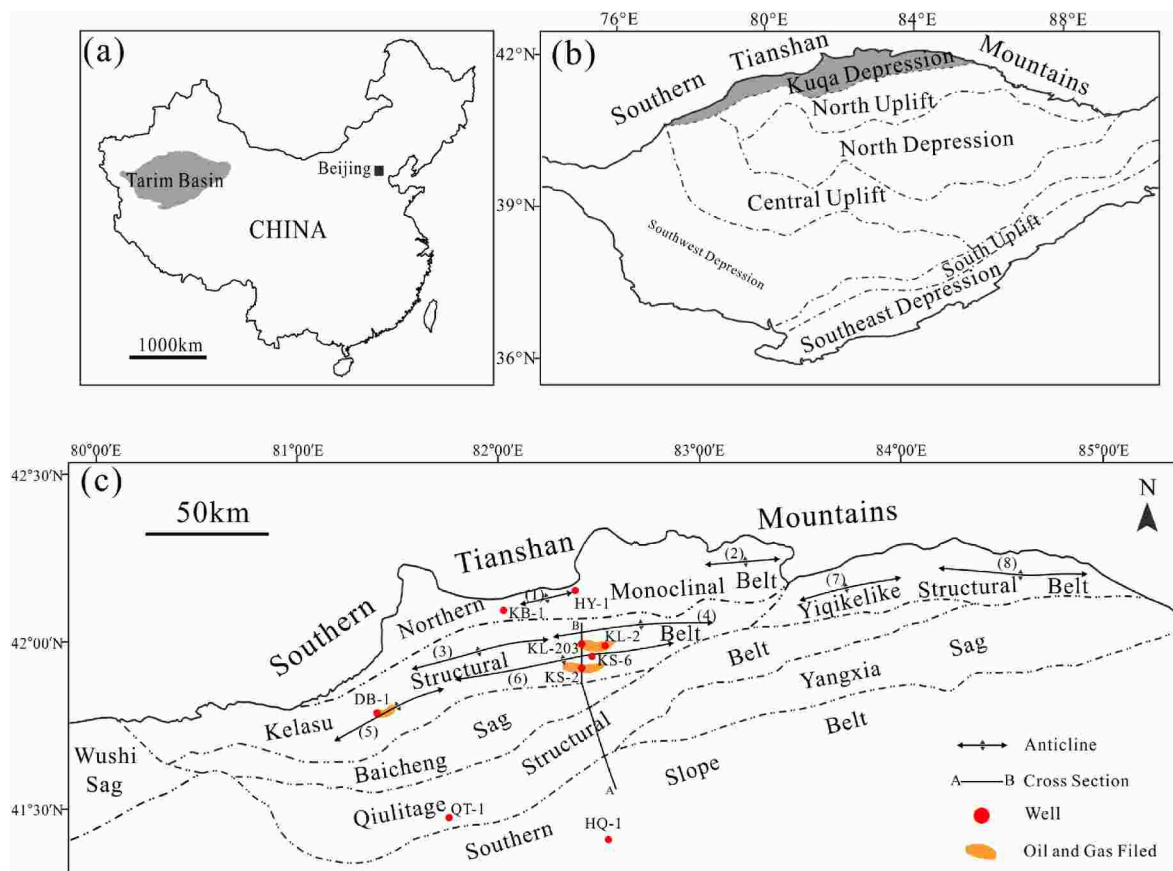 (a)
Tarim Basin
Beijing
CHINA
1000km
76°E 80°E 84°E 88°E
42°N
39°N
36°N
(b)
Southern Tianshan Mountains
Kuqa Depression
North Uplift
North Depression
Central Uplift
Southwest Depression
South Uplift
Southeast Depression
80°00'E 81°00'E 82°00'E 83°00'E 84°00'E 85°00'E
42°30'N
42°00'N
41°30'N
(c)
50km
N
Southern Tianshan Mountains
Northern Monoclinal Belt
(1)
(2)
(7)
(8)
KB-1
HY-1
Yiqikelike Structural Belt
Kelasu Structural Belt
(3)
(4)
(5)
(6)
B
KL-203
KL-2
KS-6
KS-2
DB-1
Wushi
Sag
Baicheng Sag
Qiulitage Structural Belt
Yangxia Sag
Southern Slope Belt
A
QT-1
HQ-1
Anticline
A B Cross Section
Well
Oil and Gas Filed